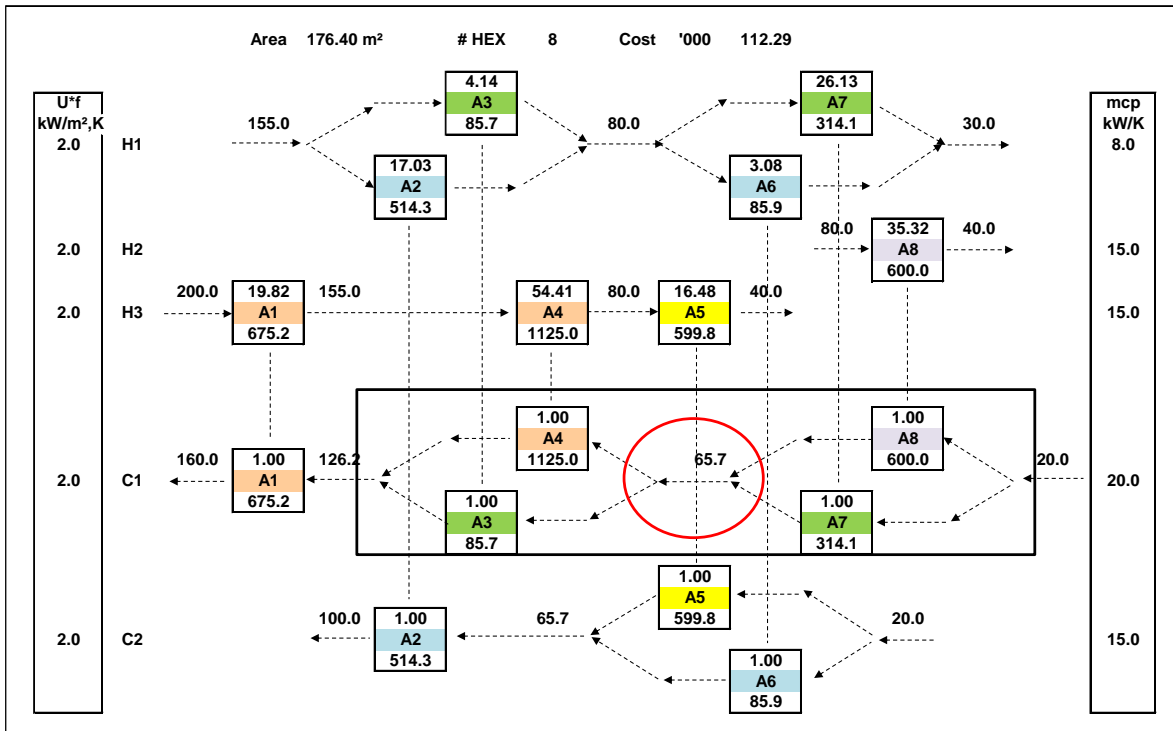 Area 176.40 m² # HEX 8 Cost '000 112.29
U*f
kW/m²,K
mcp
kW/K
4.14
A3
85.7
26.13
A7
314.1
2.0 H1 155.0 80.0 30.0 8.0
17.03
A2
514.3
3.08
A6
85.9
2.0 H2 80.0 40.0 15.0
35.32
A8
600.0
2.0 H3 200.0 155.0 80.0 40.0 15.0
19.82
A1
675.2
54.41
A4
1125.0
16.48
A5
599.8
1.00
A4
1125.0
1.00
A8
600.0
2.0 C1 160.0 126.2 65.7 20.0 20.0
1.00
A1
675.2
1.00
A3
85.7
1.00
A7
314.1
1.00
A5
599.8
2.0 C2 100.0 65.7 20.0 15.0
1.00
A2
514.3
1.00
A6
85.9